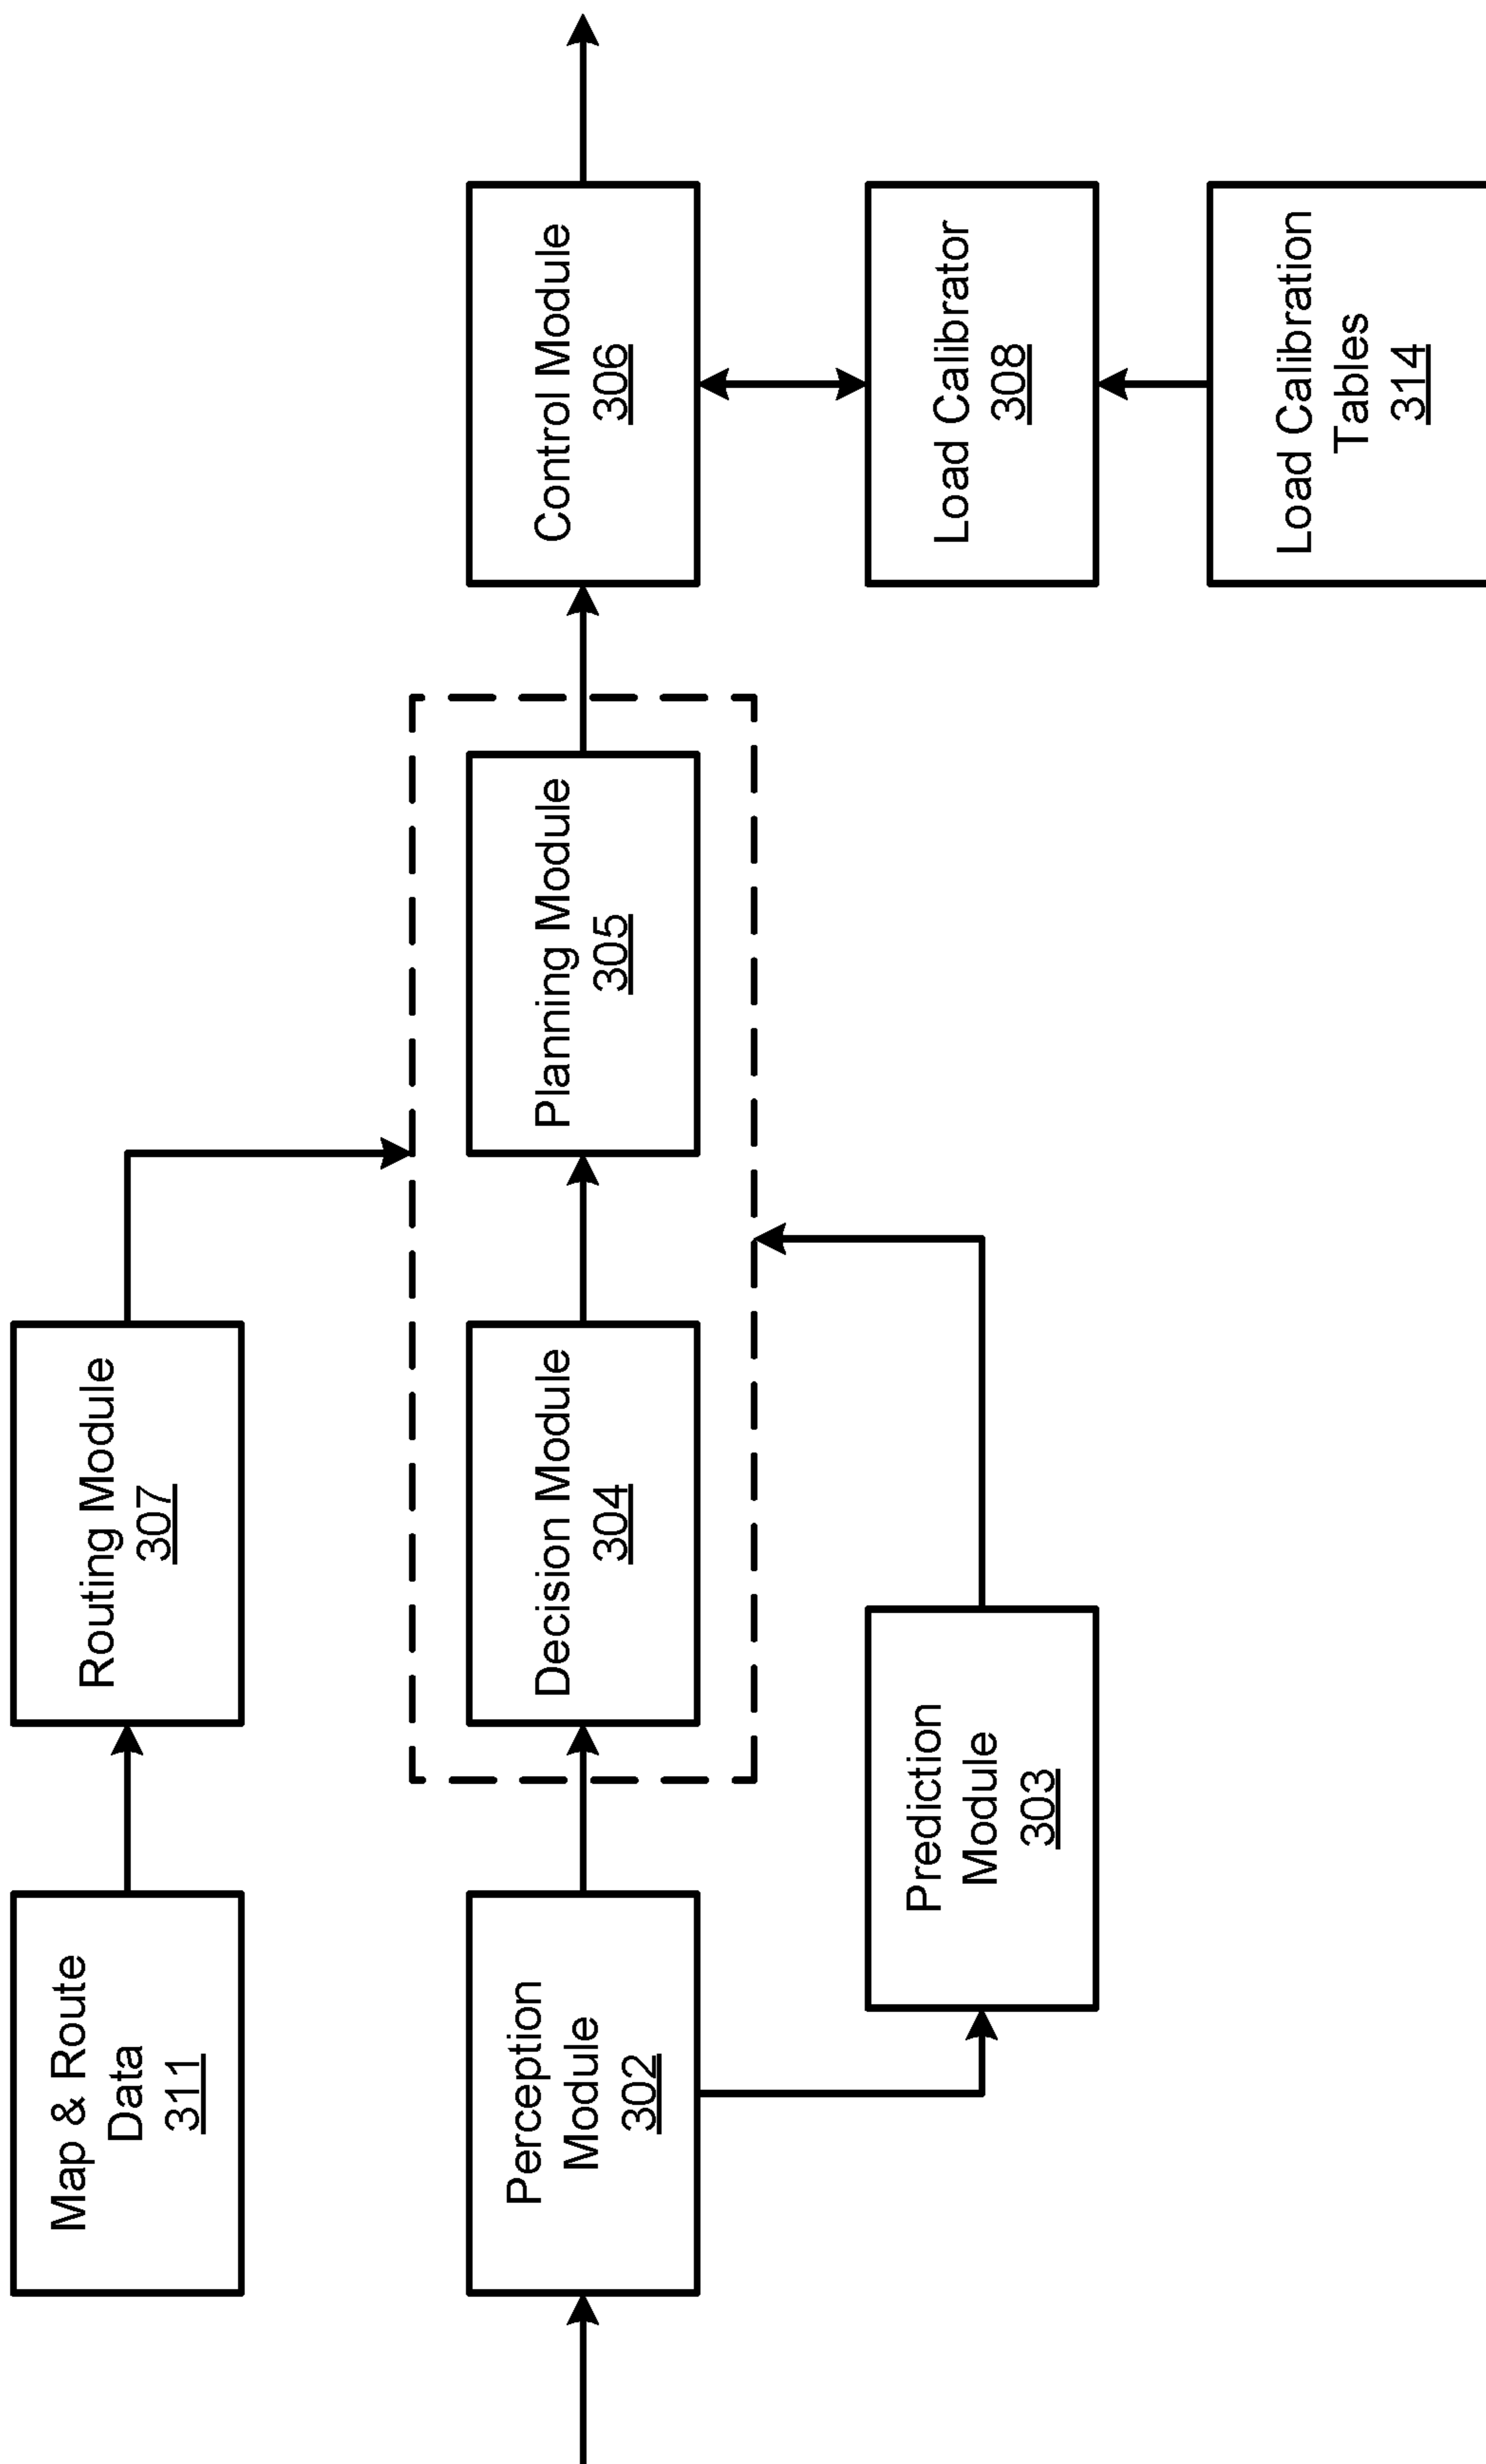 Map & Route
Data
311
Routing Module
307
Perception
Module
302
Decision Module
304
Planning Module
305
Control Module
306
Prediction
Module
303
Load Calibrator
308
Load Calibration
Tables
314